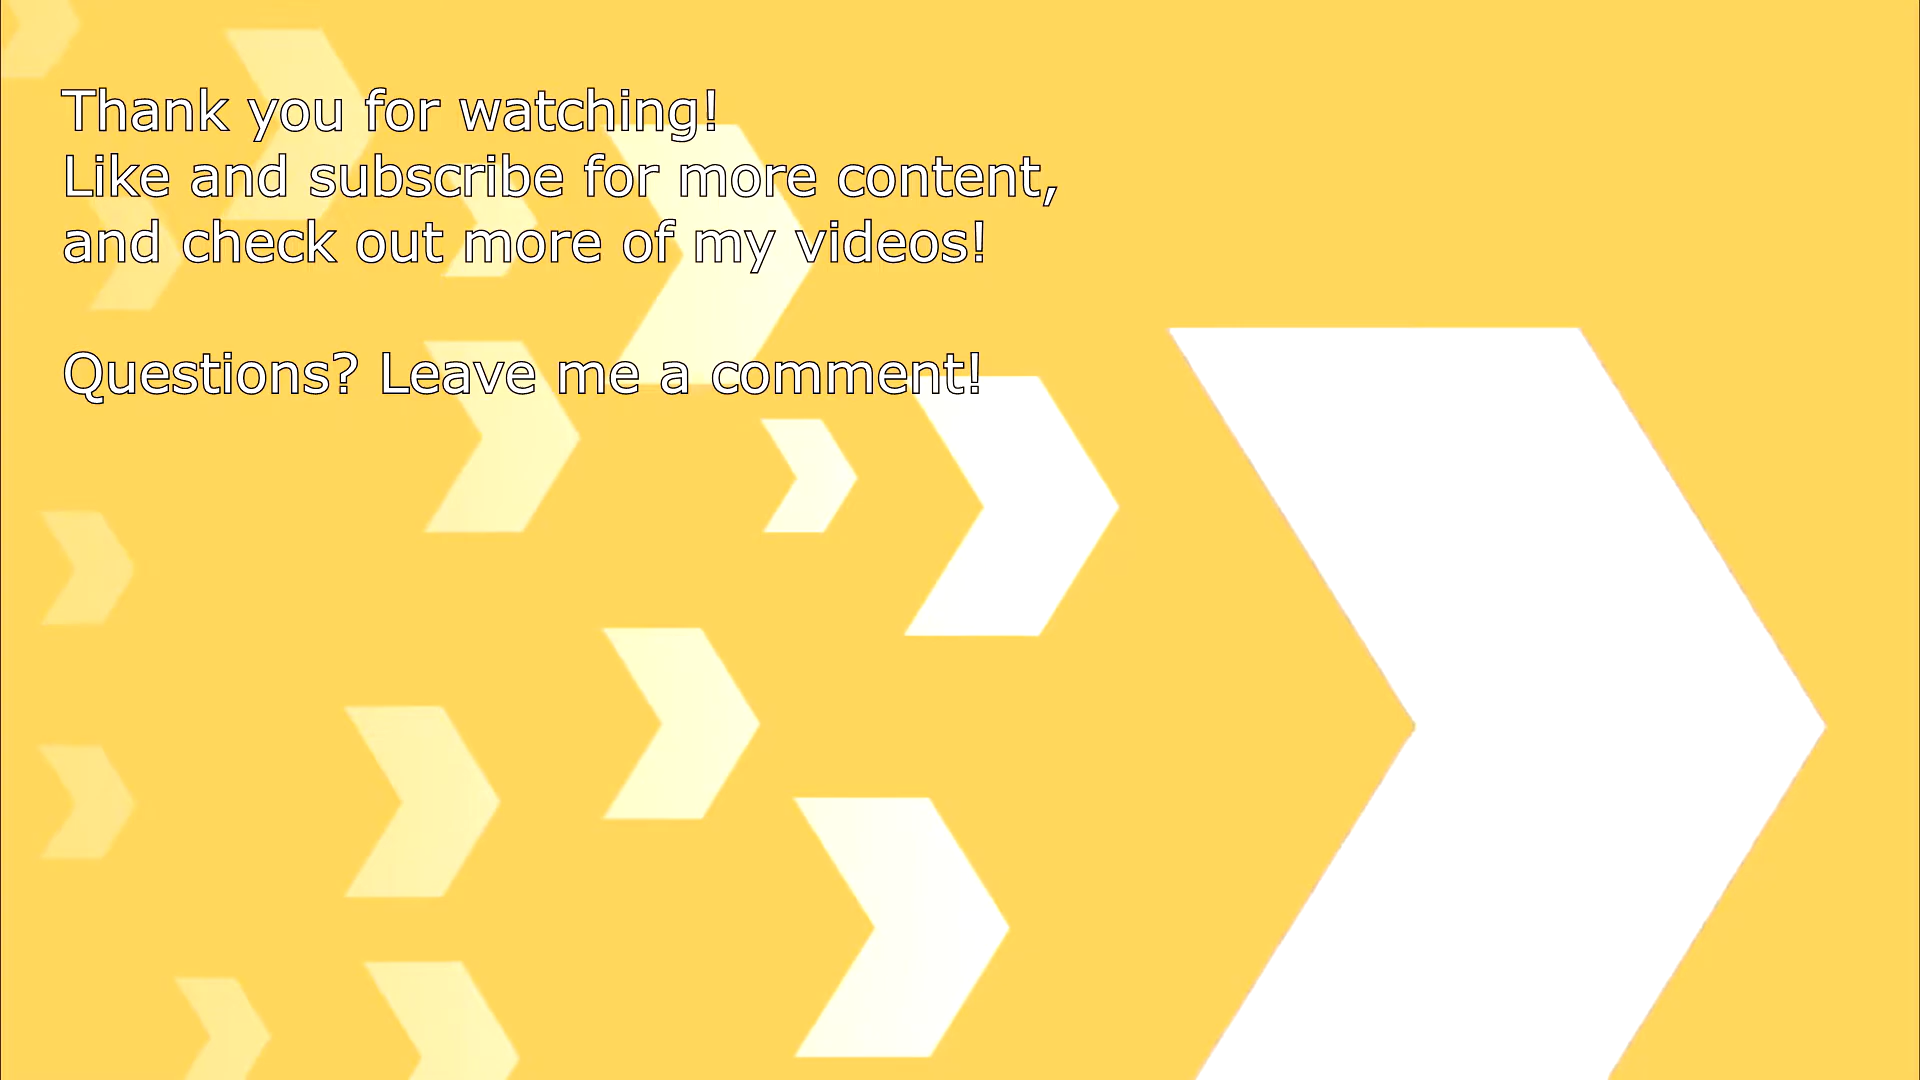 Thank you for watching!
Like and subscribe for more content,
and check out more of my videos!
Questions? Leave me a comment!